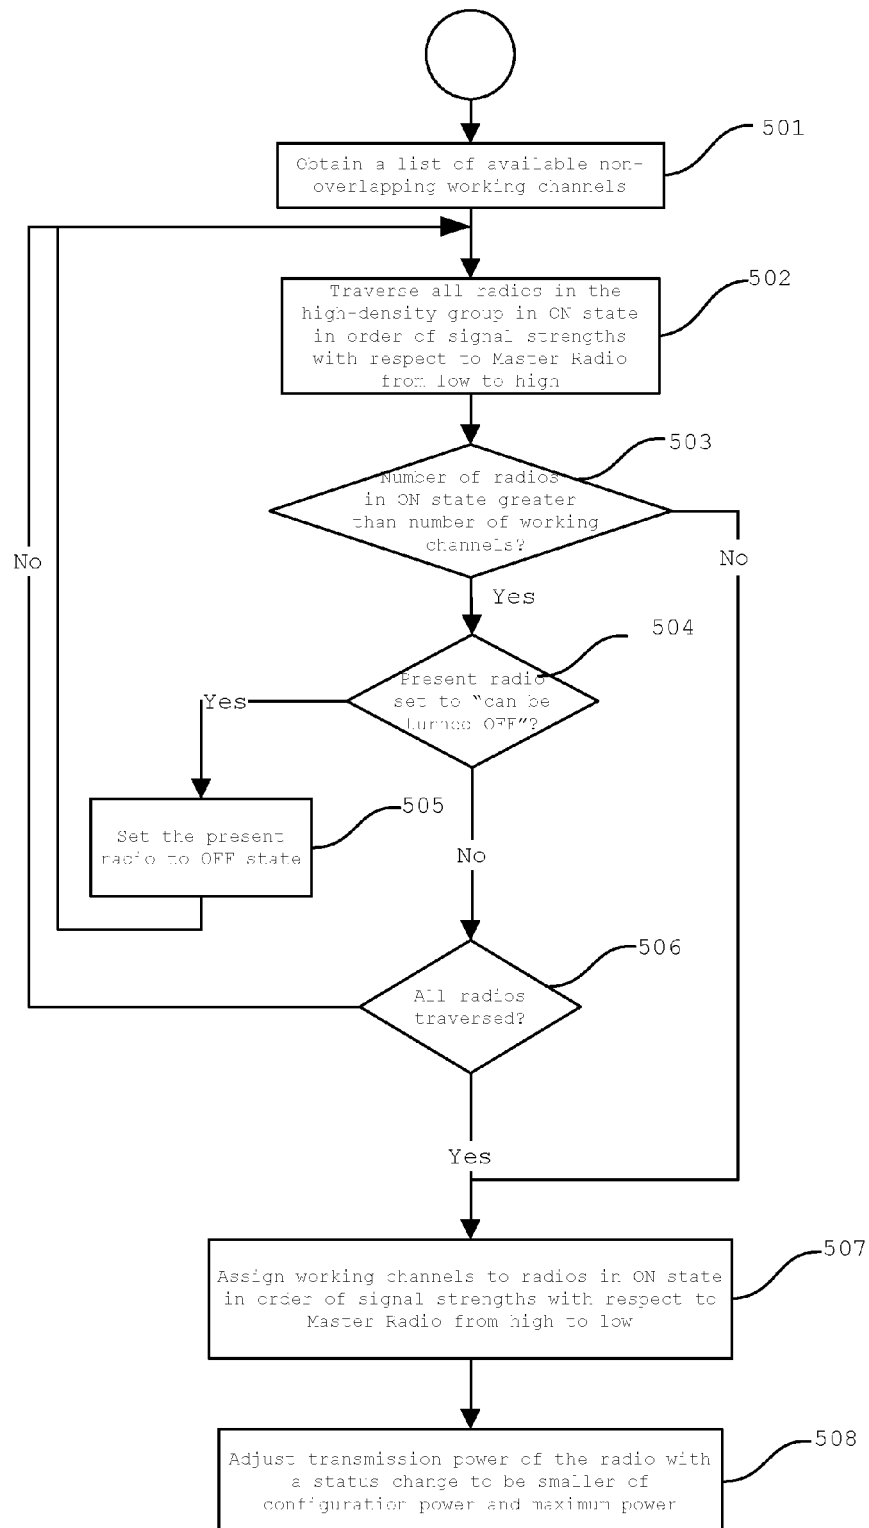 501
Obtain a list of available non-
overlapping working channels
502
Traverse all radios in the
high-density group in ON state
in order of signal strengths
with respect to Master Radio
from low to high
503
Number of radios
in ON state greater
than number of working
channels?
No
No
Yes
504
Present radio
set to “can be
turned OFF”?
Yes
505
Set the present
radio to OFF state
No
506
All radios
traversed?
Yes
507
Assign working channels to radios in ON state
in order of signal strengths with respect to
Master Radio from high to low
508
Adjust transmission power of the radio with
a status change to be smaller of
configuration power and maximum power